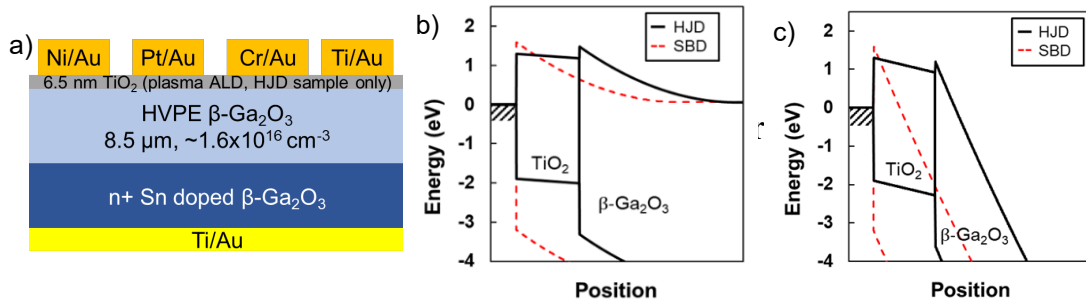 a)
Ni/Au Pt/Au Cr/Au Ti/Au
6.5 nm TiO₂ (plasma ALD, HJD sample only)
HVPE β-Ga₂O₃
8.5 µm, ~1.6x10¹⁶ cm⁻³
n+ Sn doped β-Ga₂O₃
Ti/Au
b)
HJD
SBD
2
1
0
-1
-2
-3
-4
Energy (eV)
TiO₂
β-Ga₂O₃
Position
r
c)
HJD
SBD
2
1
0
-1
-2
-3
-4
Energy (eV)
TiO₂
β-Ga₂O₃
Position